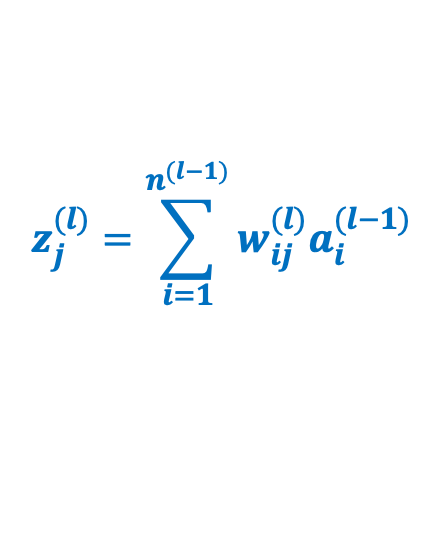 z_j^{(l)} = \sum_{i=1}^{n^{(l-1)}} w_{ij}^{(l)} a_i^{(l-1)}